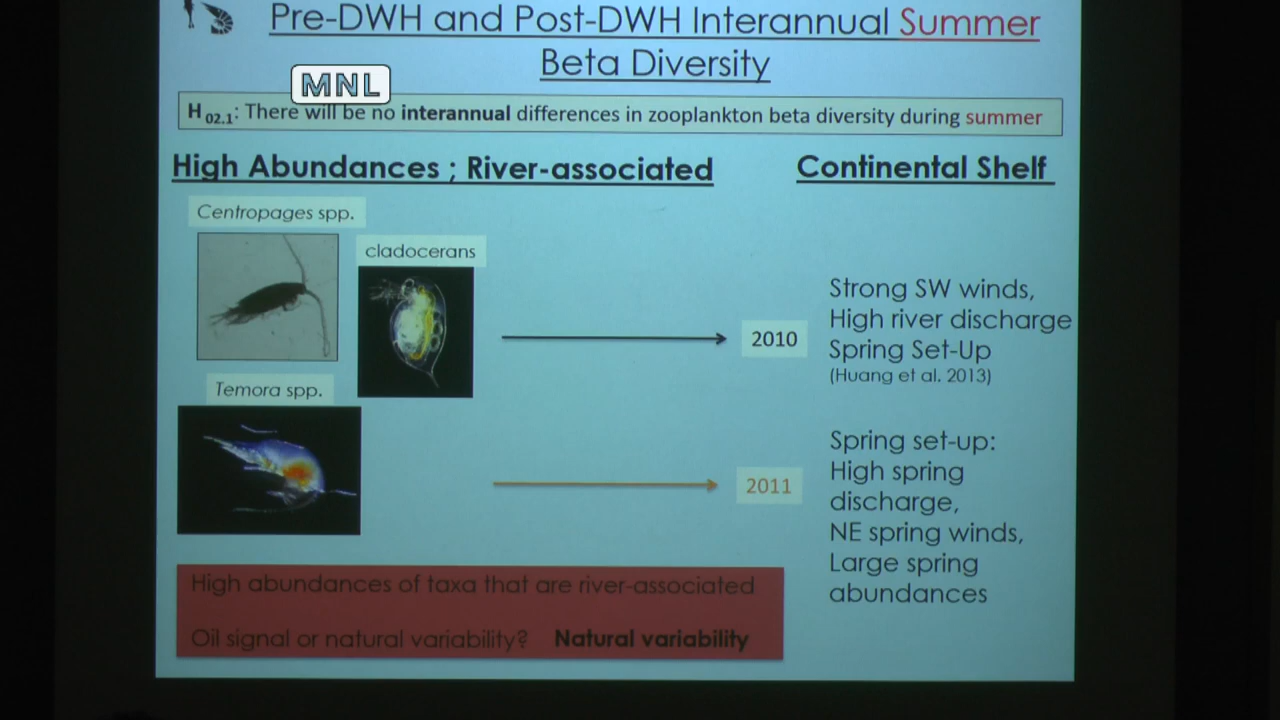 Pre-DWH and Post-DWH Interannual Summer
Beta Diversity
MNL
H 02.1: There will be no interannual differences in zooplankton beta diversity during summer
High Abundances ; River-associated
Continental Shelf
Centropages spp.
cladocerans
Strong SW winds,
High river discharge
2010
Spring Set-Up
(Huang et al. 2013)
Temora spp.
Spring set-up:
High spring
2011
discharge,
NE spring winds,
Large spring
abundances
High abundances of taxa that are river-associated
Oil signal or natural variability? Natural variability